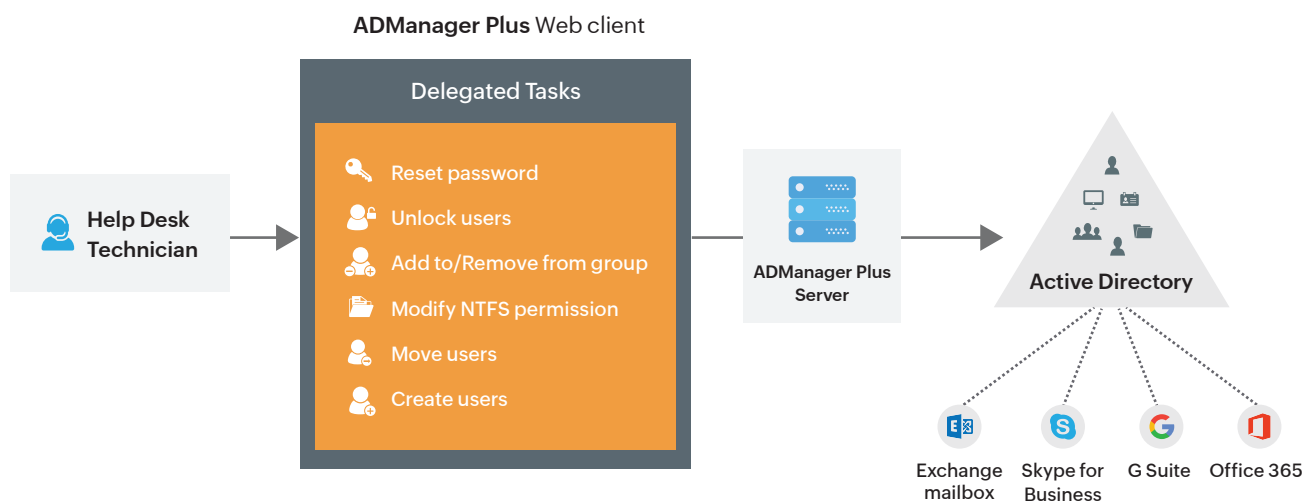 ADManager Plus Web client
Delegated Tasks
Reset password
Unlock users
Add to/Remove from group
Modify NTFS permission
Move users
Create users
Help Desk
Technician
ADManager Plus
Server
Active Directory
Exchange
mailbox
Skype for
Business
G Suite
Office 365